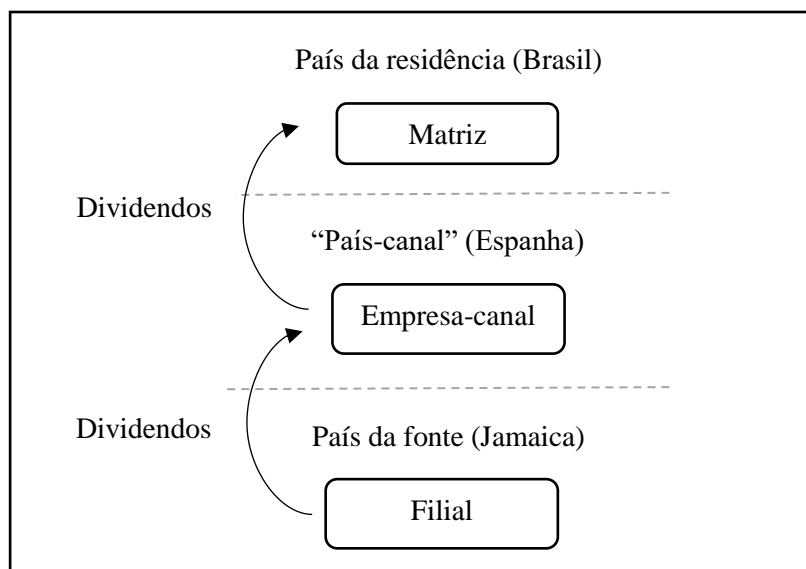 País da residência (Brasil)
Matriz
Dividendos
“País-canal” (Espanha)
Empresa-canal
Dividendos
País da fonte (Jamaica)
Filial